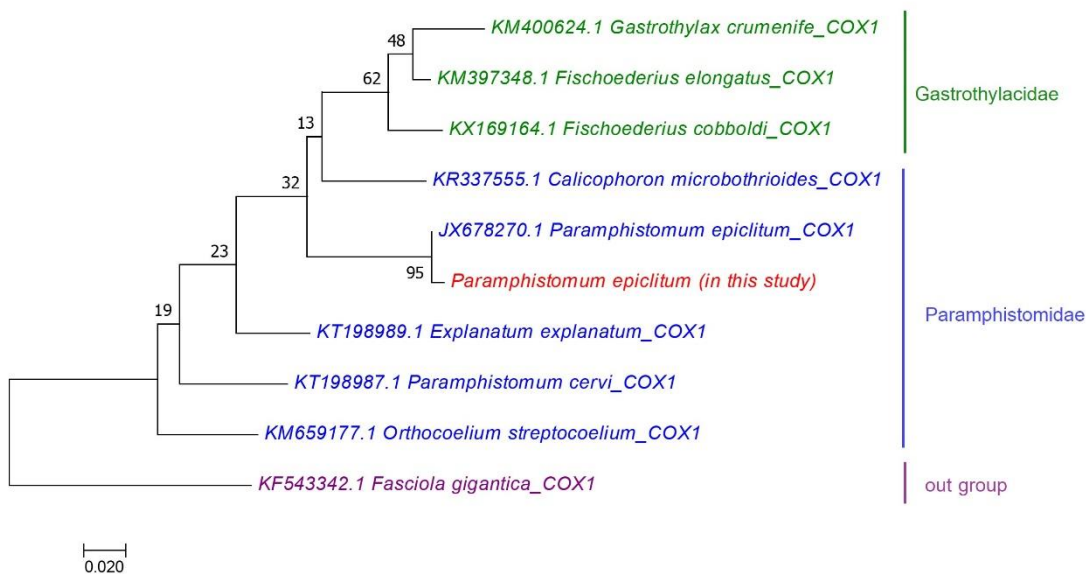 KM400624.1 Gastrothylax crumenife_COX1
48
KM397348.1 Fischoederius elongatus_COX1
Gastrothylacidae
62
KX169164.1 Fischoederius cobboldi_COX1
13
KR337555.1 Calicophoron microbothrioides_COX1
32
JX678270.1 Paramphistomum epiclitum_COX1
95
Paramphistomum epiclitum (in this study)
Paramphistomidae
23
KT198989.1 Explanatum explanatum_COX1
19
KT198987.1 Paramphistomum cervi_COX1
KM659177.1 Orthocoelium streptocoelium_COX1
KF543342.1 Fasciola gigantica_COX1
out group
0.020